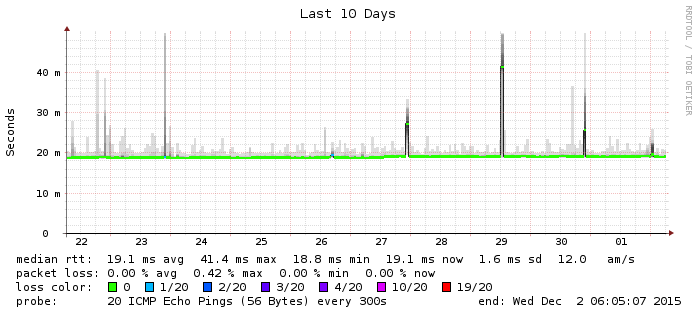 Last 10 Days
RRDTOOL / TOBI OETIKER
Seconds
40 m
30 m
20 m
10 m
0
22 23 24 25 26 27 28 29 30 01
median rtt: 19.1 ms avg 41.4 ms max 18.8 ms min 19.1 ms now 1.6 ms sd 12.0 am/s
packet loss: 0.00 % avg 0.42 % max 0.00 % min 0.00 % now
loss color: 0 1/20 2/20 3/20 4/20 10/20 19/20
probe: 20 ICMP Echo Pings (56 Bytes) every 300s end: Wed Dec 2 06:05:07 2015